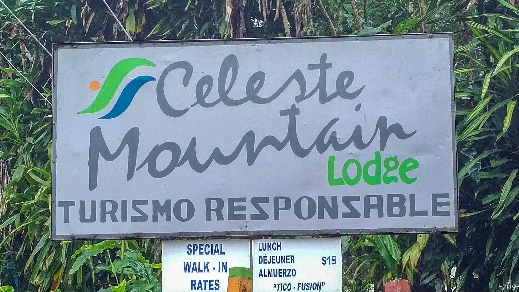 Celeste
Mountain
Lodge
TURISMO RESPONSABLE
SPECIAL
WALK - IN
RATES
LUNCH
DEJEUNER $15
ALMUERZO
"TICO - FUSION"